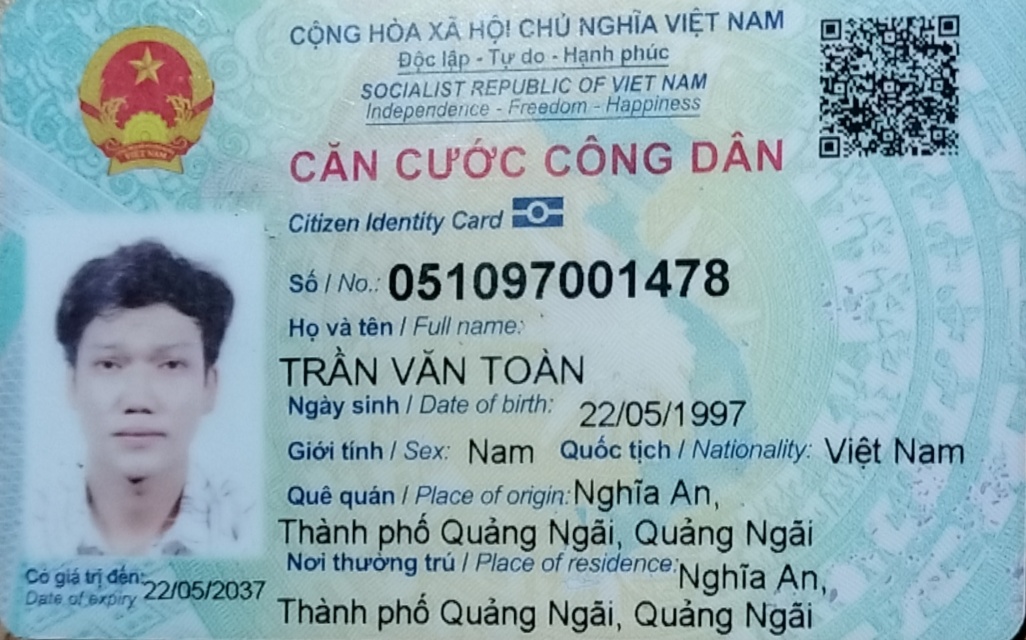 CỘNG HÒA XÃ HỘI CHỦ NGHĨA VIỆT NAM
Độc lập - Tự do - Hạnh phúc
SOCIALIST REPUBLIC OF VIET NAM
Independence - Freedom - Happiness
VIỆT NAM
CĂN CƯỚC CÔNG DÂN
Citizen Identity Card
Số / No.: 051097001478
Họ và tên / Full name:
TRẦN VĂN TOÀN
Ngày sinh / Date of birth: 22/05/1997
Giới tính / Sex: Nam Quốc tịch / Nationality: Việt Nam
Quê quán / Place of origin: Nghĩa An,
Thành phố Quảng Ngãi, Quảng Ngãi
Nơi thường trú / Place of residence: Nghĩa An,
Thành phố Quảng Ngãi, Quảng Ngãi
Có giá trị đến: 22/05/2037
Date of expiry